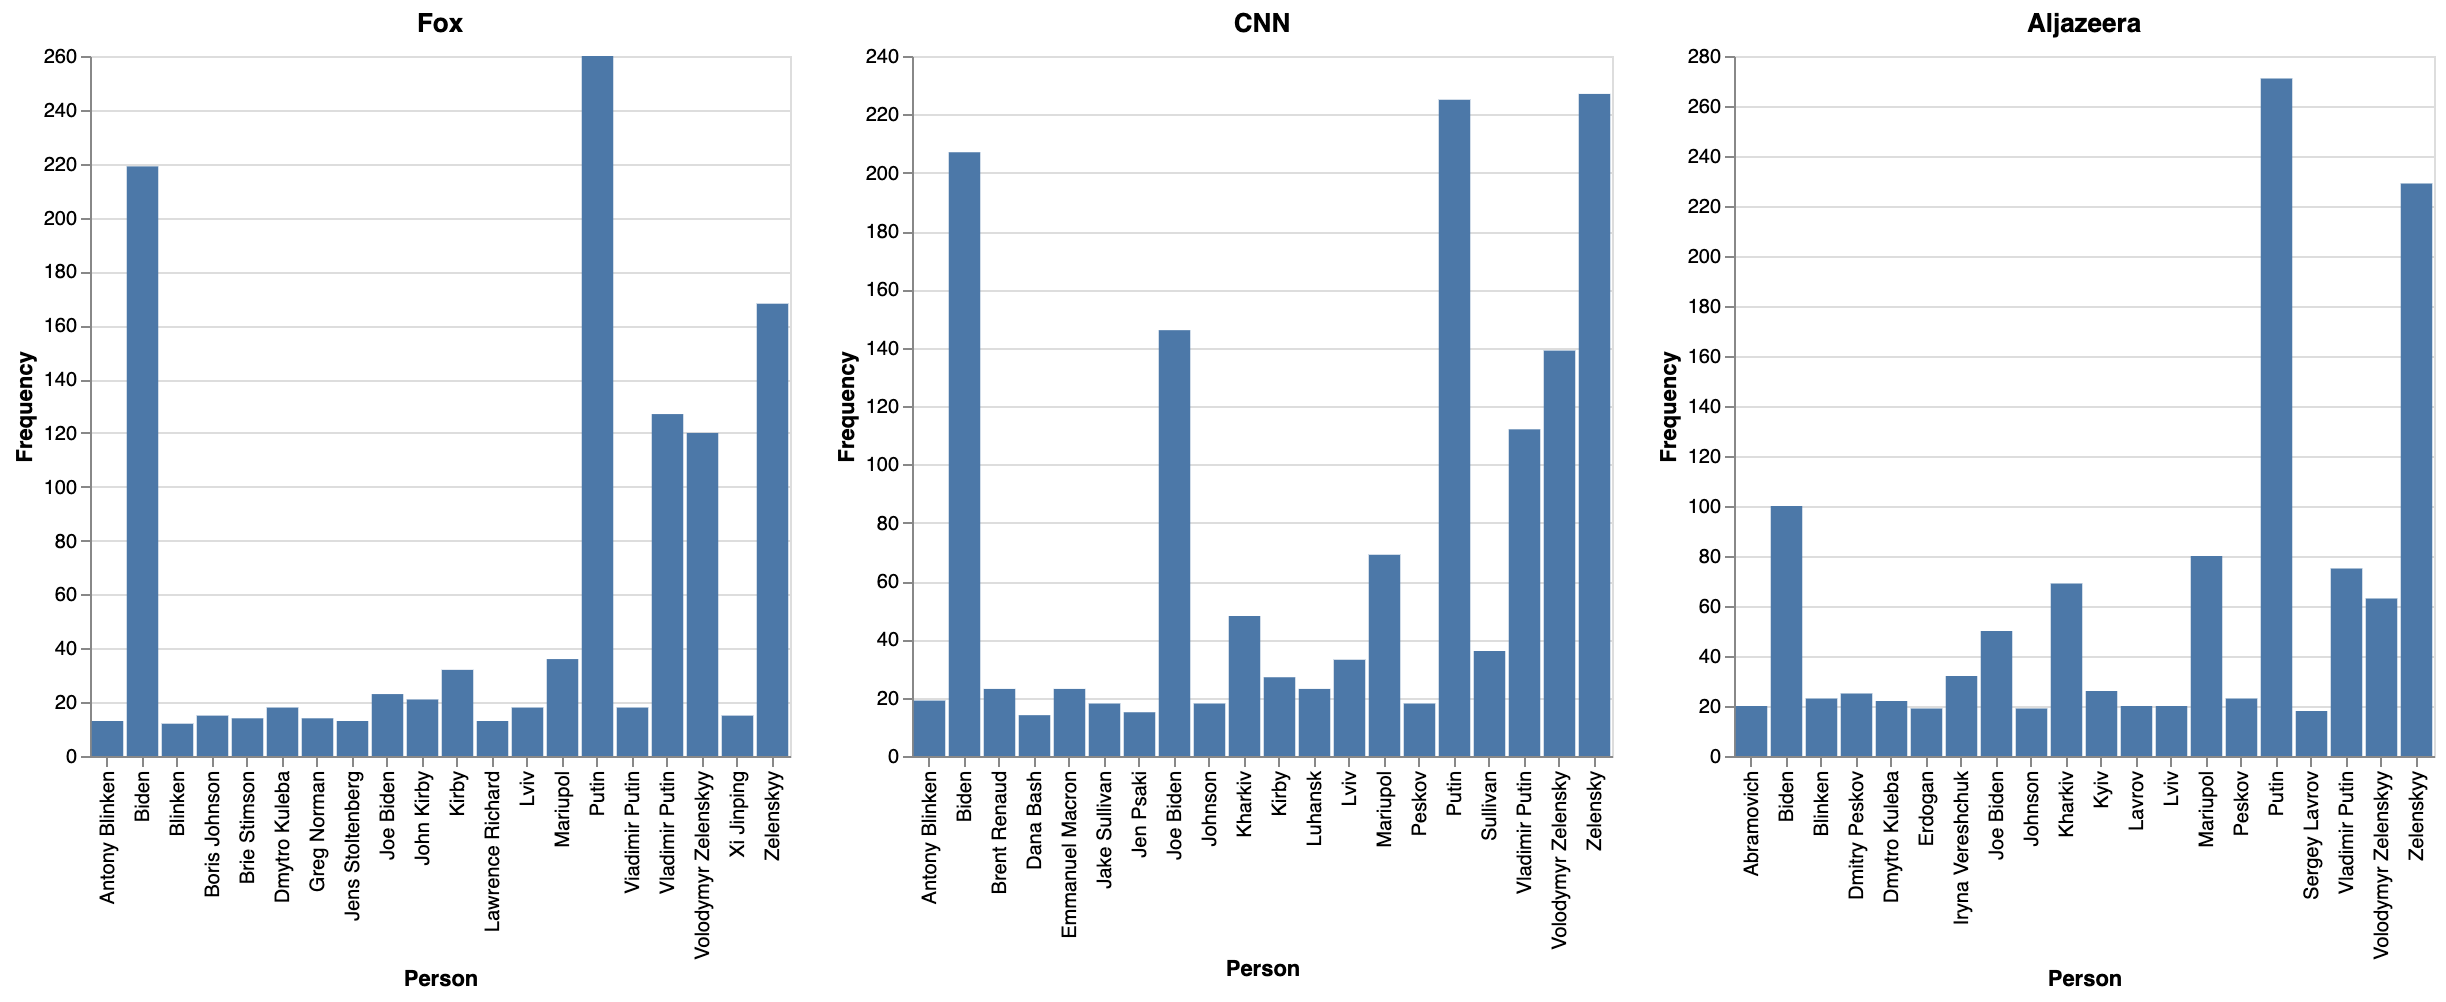 Fox
260
240
220
200
180
160
140
120
100
80
60
40
20
0
Frequency
Antony Blinken
Biden
Blinken
Boris Johnson
Brie Stimson
Dmytro Kuleba
Greg Norman
Jens Stoltenberg
Joe Biden
John Kirby
Kirby
Lawrence Richard
Lviv
Mariupol
Putin
Viadimir Putin
Vladimir Putin
Volodymyr Zelenskyy
Xi Jinping
Zelenskyy
Person
CNN
240
220
200
180
160
140
120
100
80
60
40
20
0
Frequency
Antony Blinken
Biden
Brent Renaud
Dana Bash
Emmanuel Macron
Jake Sullivan
Jen Psaki
Joe Biden
Johnson
Kharkiv
Kirby
Luhansk
Lviv
Mariupol
Peskov
Putin
Sullivan
Vladimir Putin
Volodymyr Zelensky
Zelensky
Person
Aljazeera
280
260
240
220
200
180
160
140
120
100
80
60
40
20
0
Frequency
Abramovich
Biden
Blinken
Dmitry Peskov
Dmytro Kuleba
Erdogan
Iryna Vereshchuk
Joe Biden
Johnson
Kharkiv
Kyiv
Lavrov
Lviv
Mariupol
Peskov
Putin
Sergey Lavrov
Vladimir Putin
Volodymyr Zelenskyy
Zelenskyy
Person